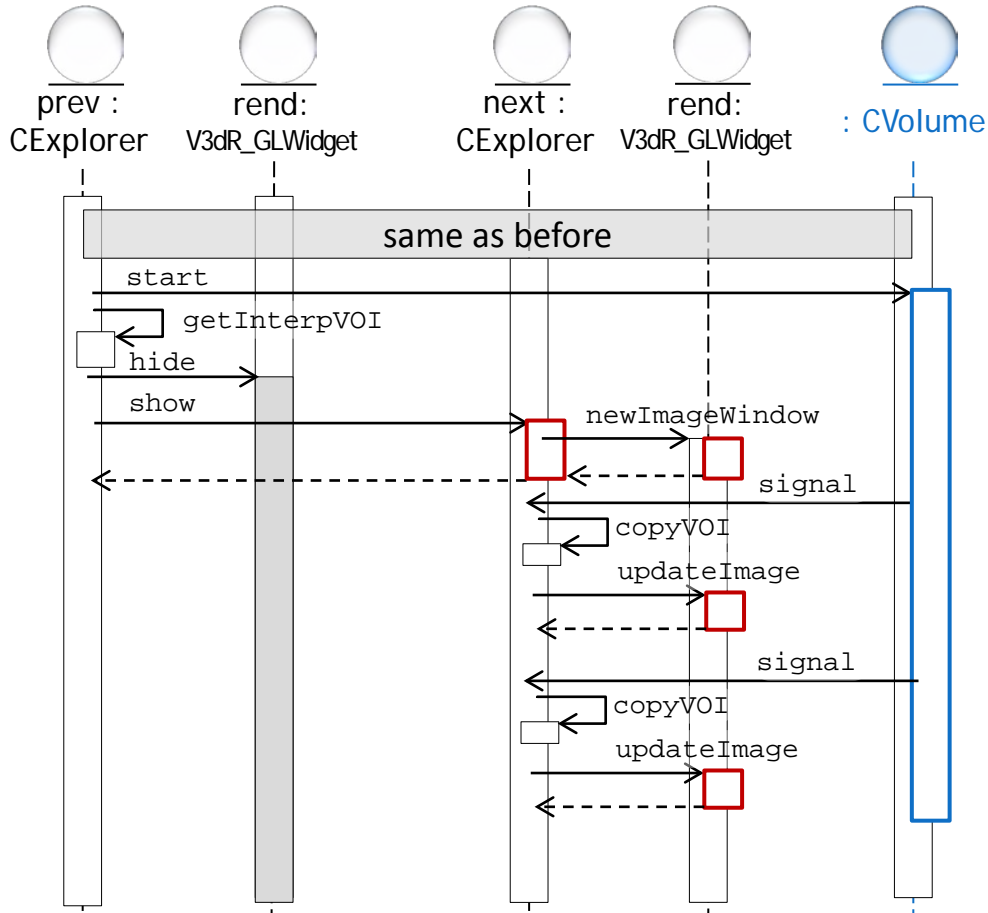 prev :
CExplorer
rend:
V3dR_GLWidget
next :
CExplorer
rend:
V3dR_GLWidget
: CVolume
same as before
start
getInterpVOI
hide
show
newImageWindow
signal
copyVOI
updateImage
signal
copyVOI
updateImage